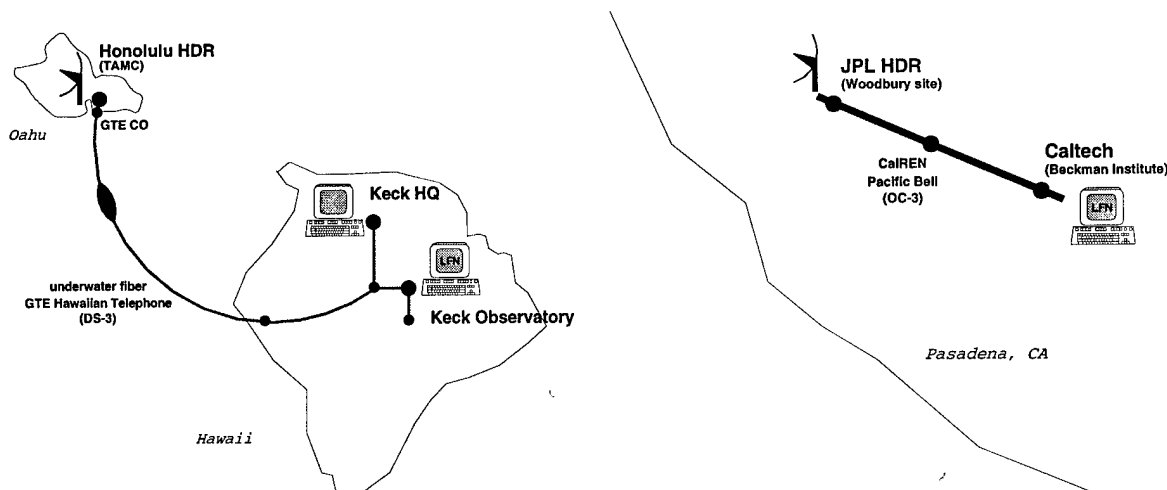 Honolulu HDR
(TAMC)
GTE CO
Oahu
Keck HQ
LFN
underwater fiber
GTE Hawaiian Telephone
(DS-3)
Keck Observatory
Hawaii
JPL HDR
(Woodbury site)
CalREN
Pacific Bell
(OC-3)
Caltech
(Beckman Institute)
LFN
Pasadena, CA